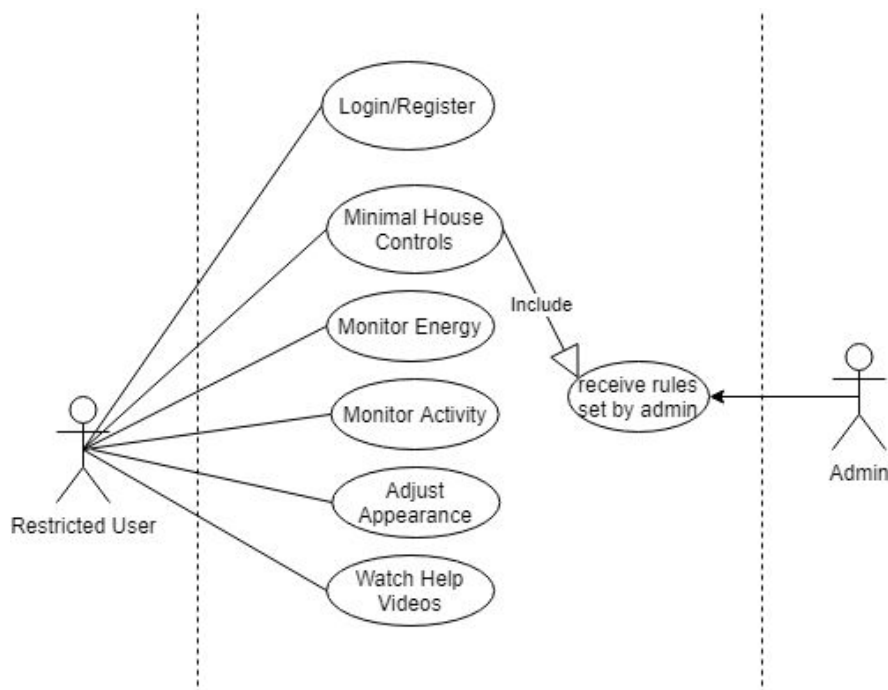 Login/Register
Minimal House
Controls
Include
Monitor Energy
receive rules
set by admin
Monitor Activity
Admin
Adjust
Appearance
Restricted User
Watch Help
Videos